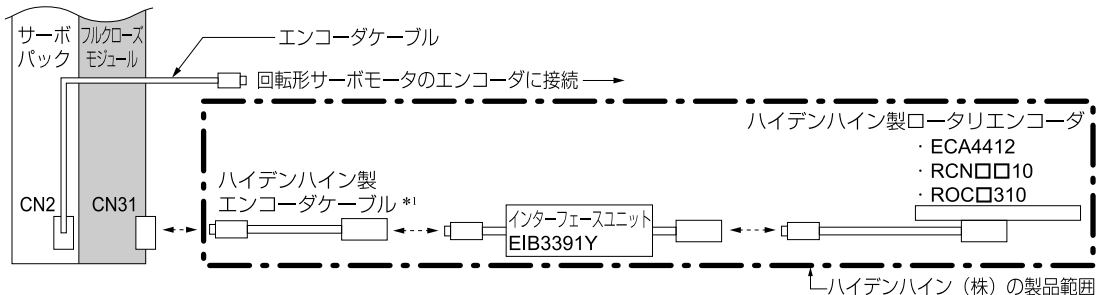 サーボ
パック
フルクローズ
モジュール
エンコーダケーブル
回転形サーボモータのエンコーダに接続
ハイデンハイン製ロータリエンコーダ
・ECA4412
・RCN□□10
・ROC□310
CN2
CN31
ハイデンハイン製
エンコーダケーブル *1
インターフェースユニット
EIB3391Y
ハイデンハイン（株）の製品範囲